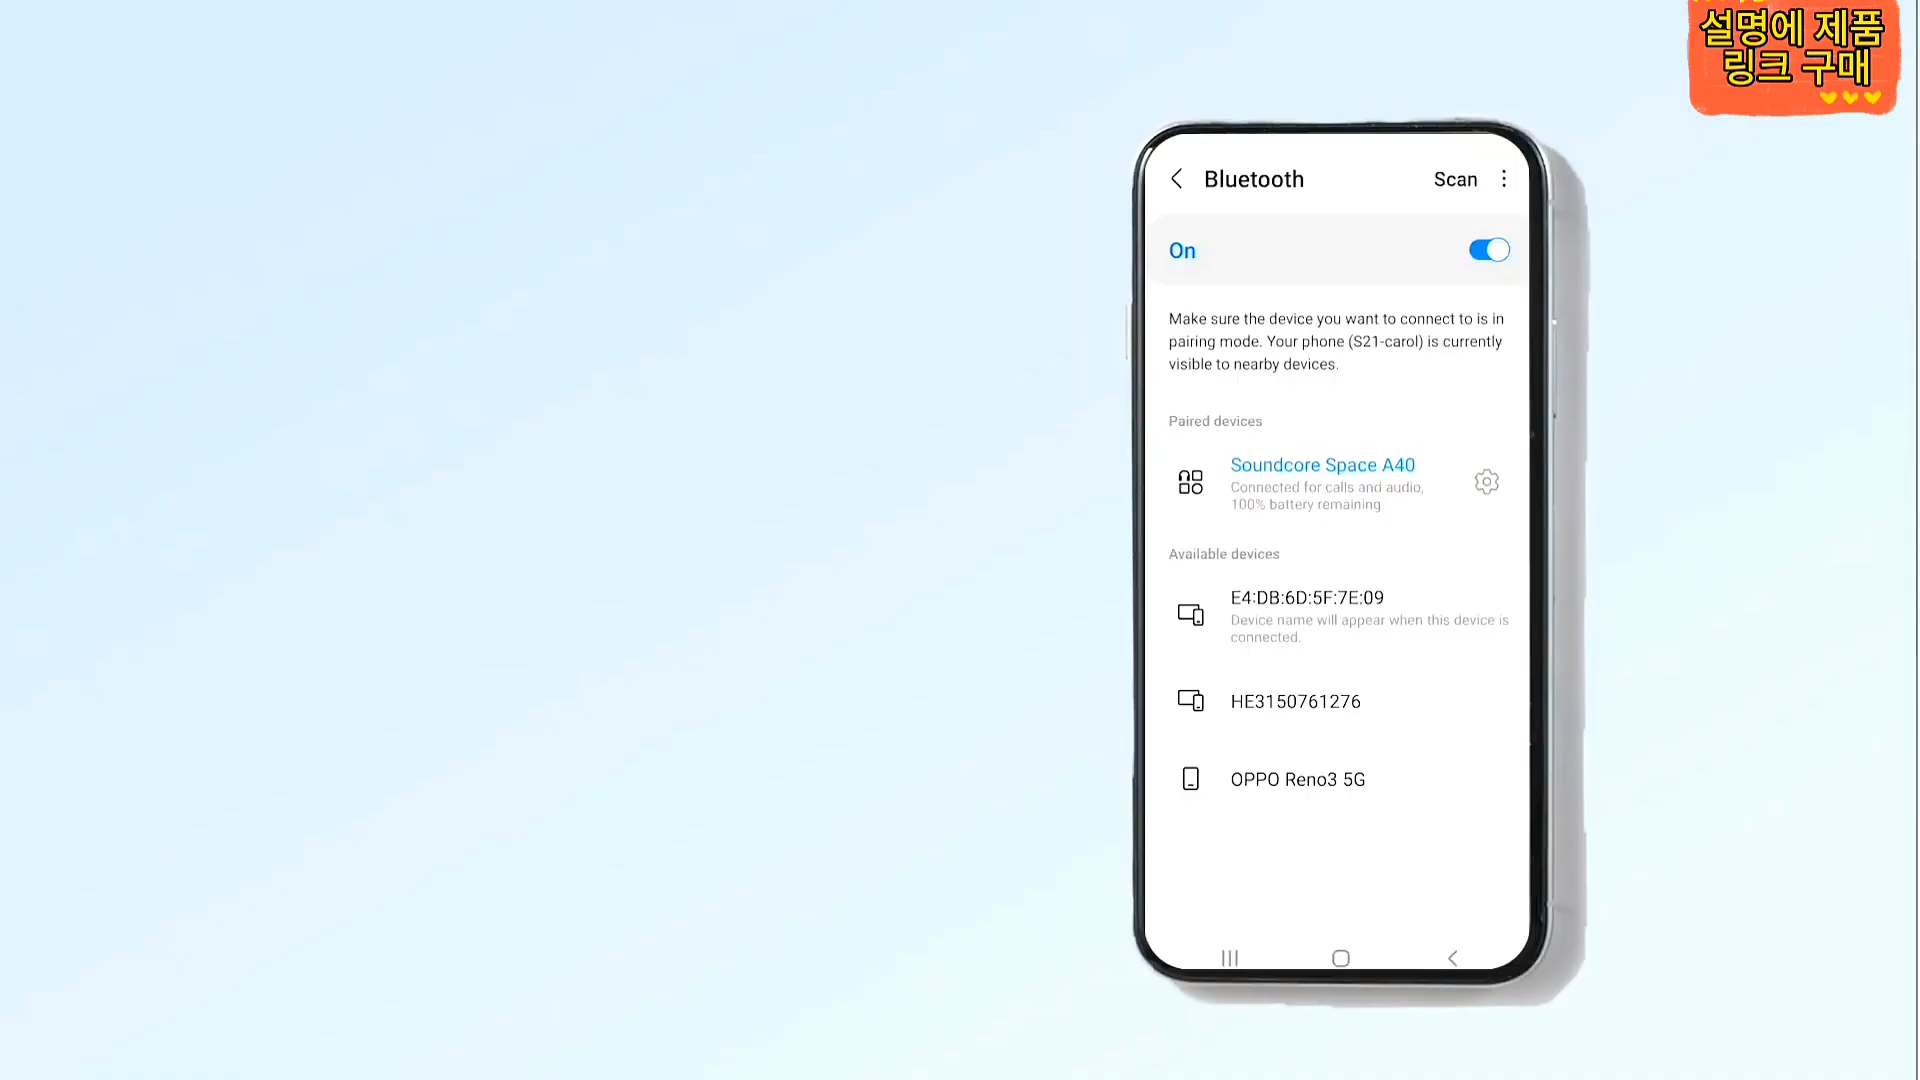 설명에 제품
링크 구매
Bluetooth
Scan
On
Make sure the device you want to connect to is in
pairing mode. Your phone (S21-carol) is currently
visible to nearby devices.
Paired devices
Soundcore Space A40
Connected for calls and audio,
100% battery remaining
Available devices
E4:DB:6D:5F:7E:09
Device name will appear when this device is
connected.
HE3150761276
OPPO Reno3 5G